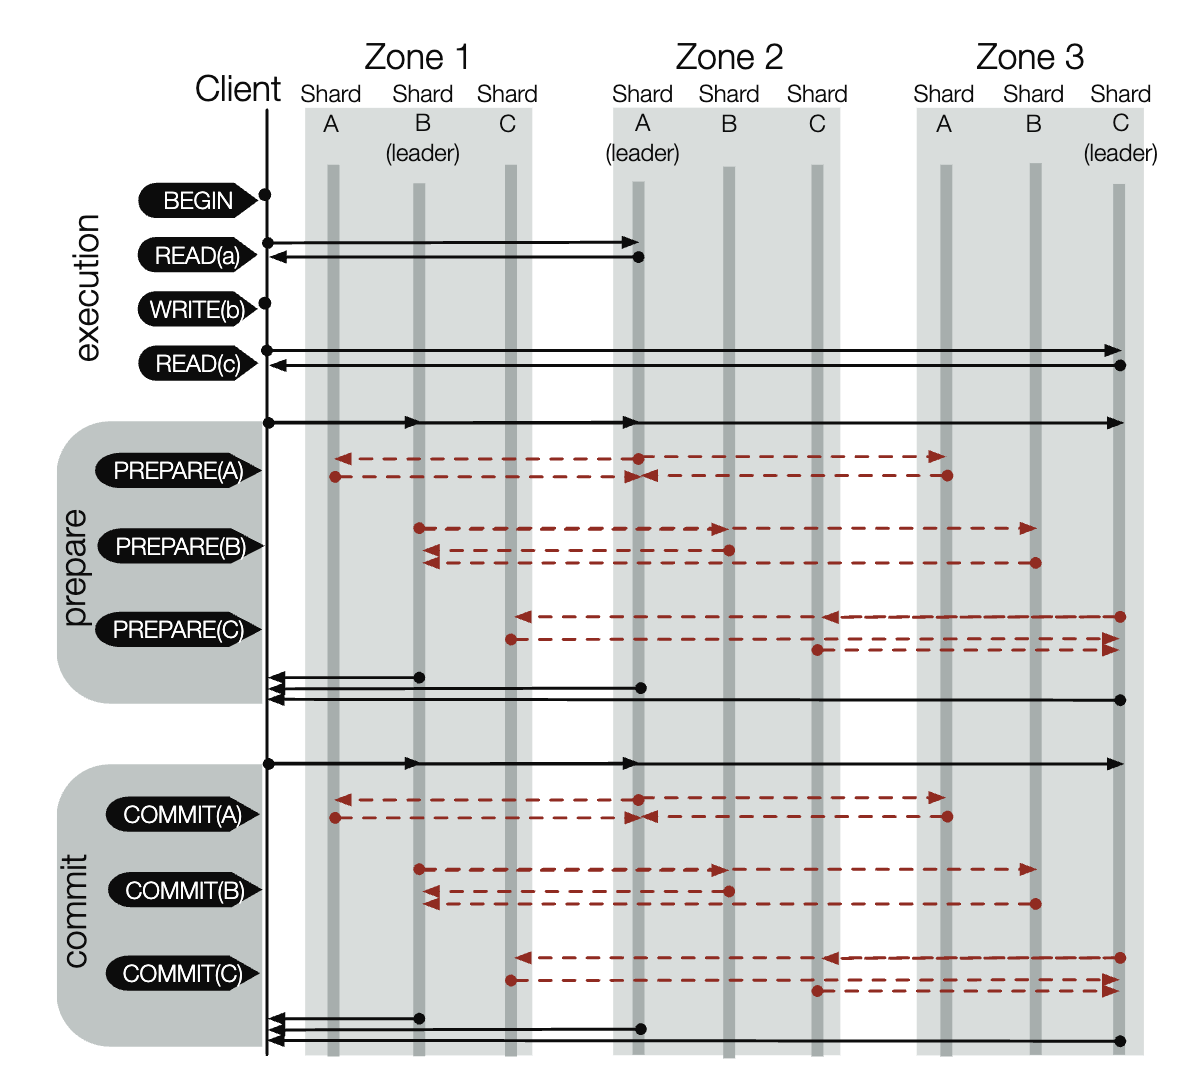 Zone 1 Zone 2 Zone 3
Client Shard Shard Shard Shard Shard Shard Shard Shard Shard
A B C A B C A B C
(leader) (leader) (leader)
execution
BEGIN
READ(a)
WRITE(b)
READ(c)
prepare
PREPARE(A)
PREPARE(B)
PREPARE(C)
commit
COMMIT(A)
COMMIT(B)
COMMIT(C)